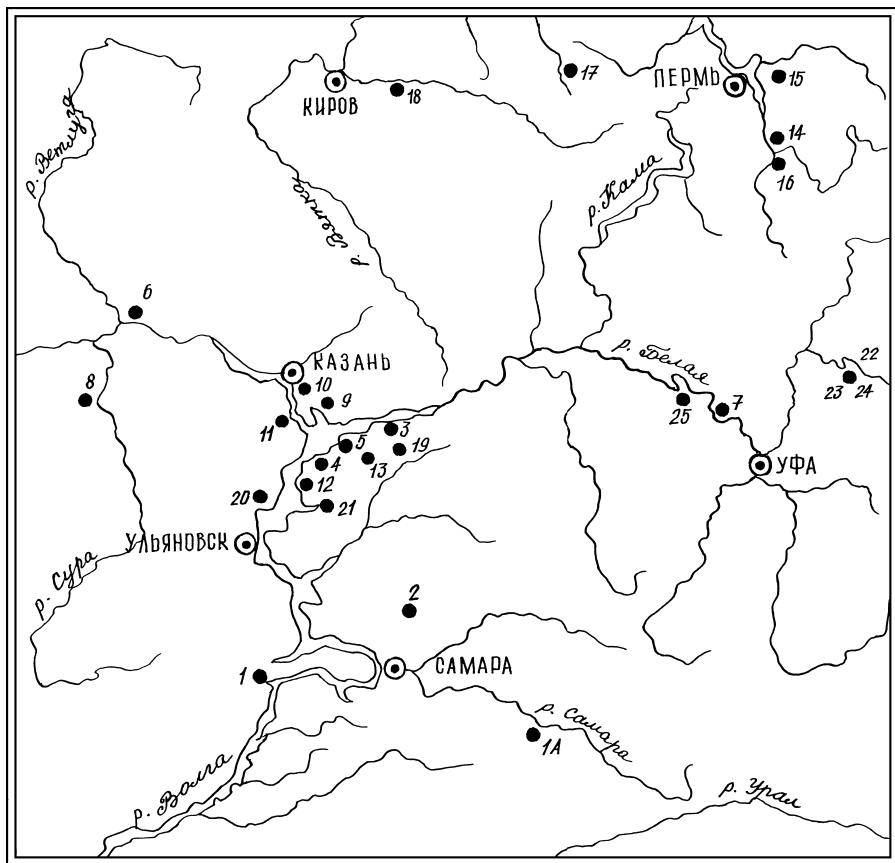 р. Ветлуга
КИРОВ
18
17
ПЕРМЬ
15
14
16
р. Вятка
р. Кама
6
8
КАЗАНЬ
10
9
11
р. Белая
22
23 24
25
7
3
5
19
4
13
12
20
21
УФА
УЛЬЯНОВСК
р. Сура
2
1
САМАРА
р. Самара
1А
р. Волга
р. Урал